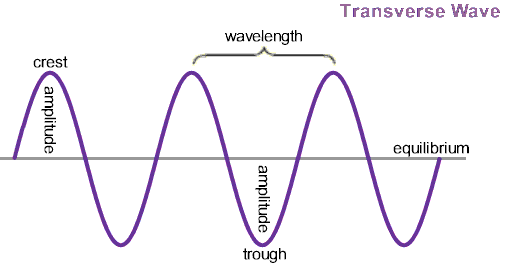 Transverse Wave
wavelength
crest
amplitude
equilibrium
amplitude
trough